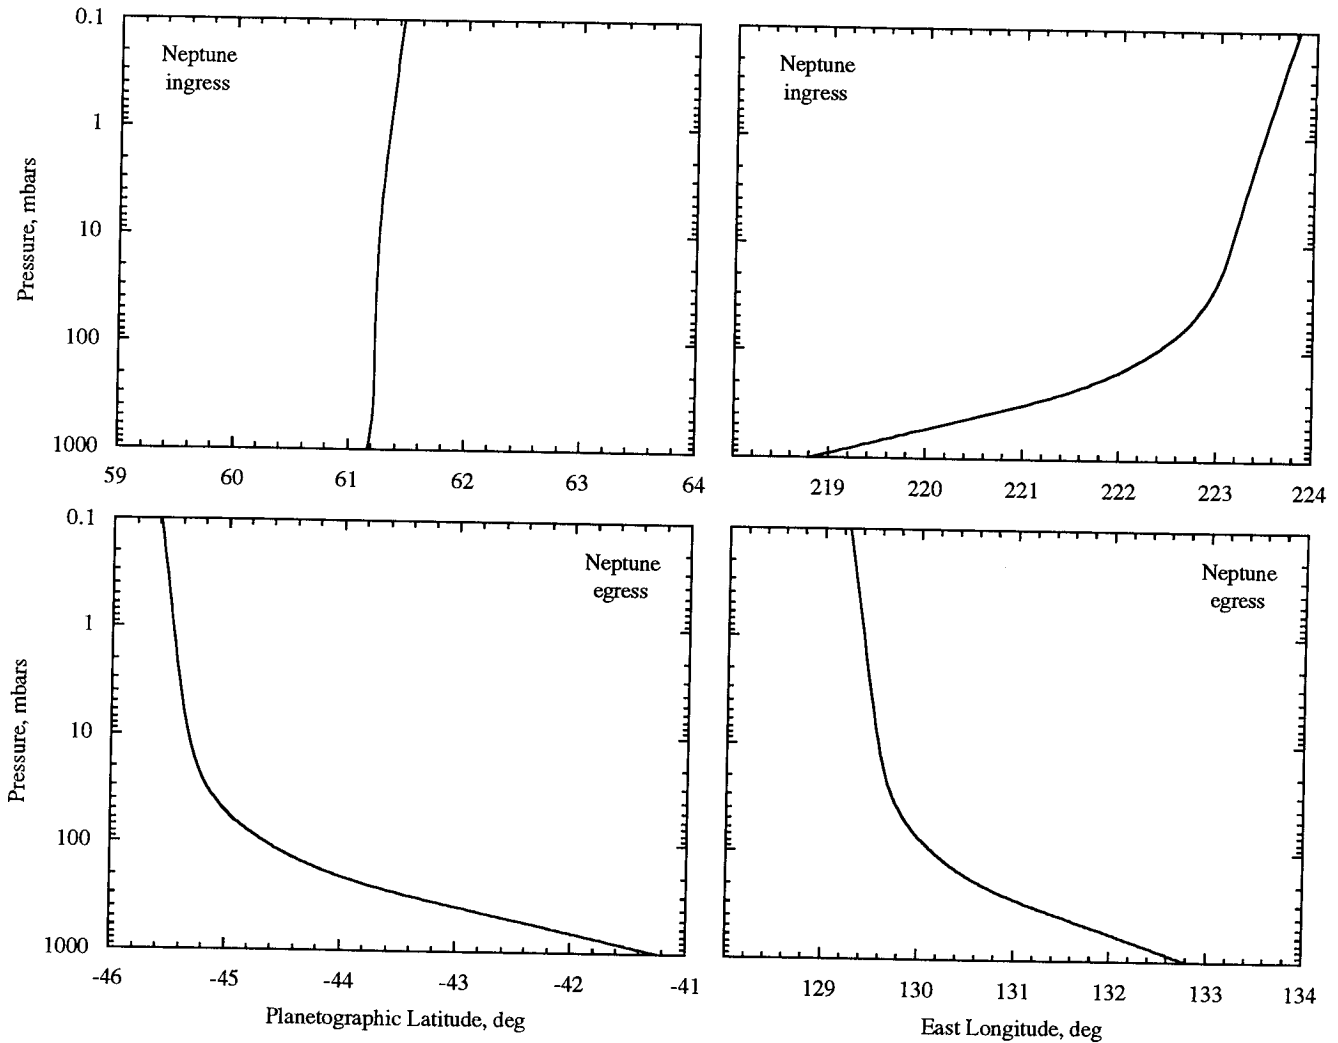 0.1
Neptune
ingress
1
10
100
1000
Pressure, mbars
59 60 61 62 63 64
Neptune
ingress
219 220 221 222 223 224
0.1
Neptune
egress
1
10
100
1000
Pressure, mbars
-46 -45 -44 -43 -42 -41
Planetographic Latitude, deg
Neptune
egress
129 130 131 132 133 134
East Longitude, deg